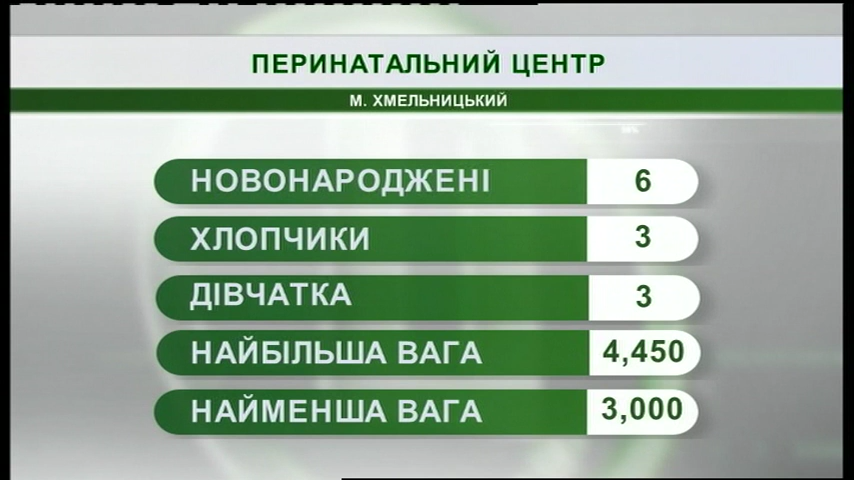 ПЕРИНАТАЛЬНИЙ ЦЕНТР
М. ХМЕЛЬНИЦЬКИЙ
НОВОНАРОДЖЕНІ 6
ХЛОПЧИКИ 3
ДІВЧАТКА 3
НАЙБІЛЬША ВАГА 4,450
НАЙМЕНША ВАГА 3,000